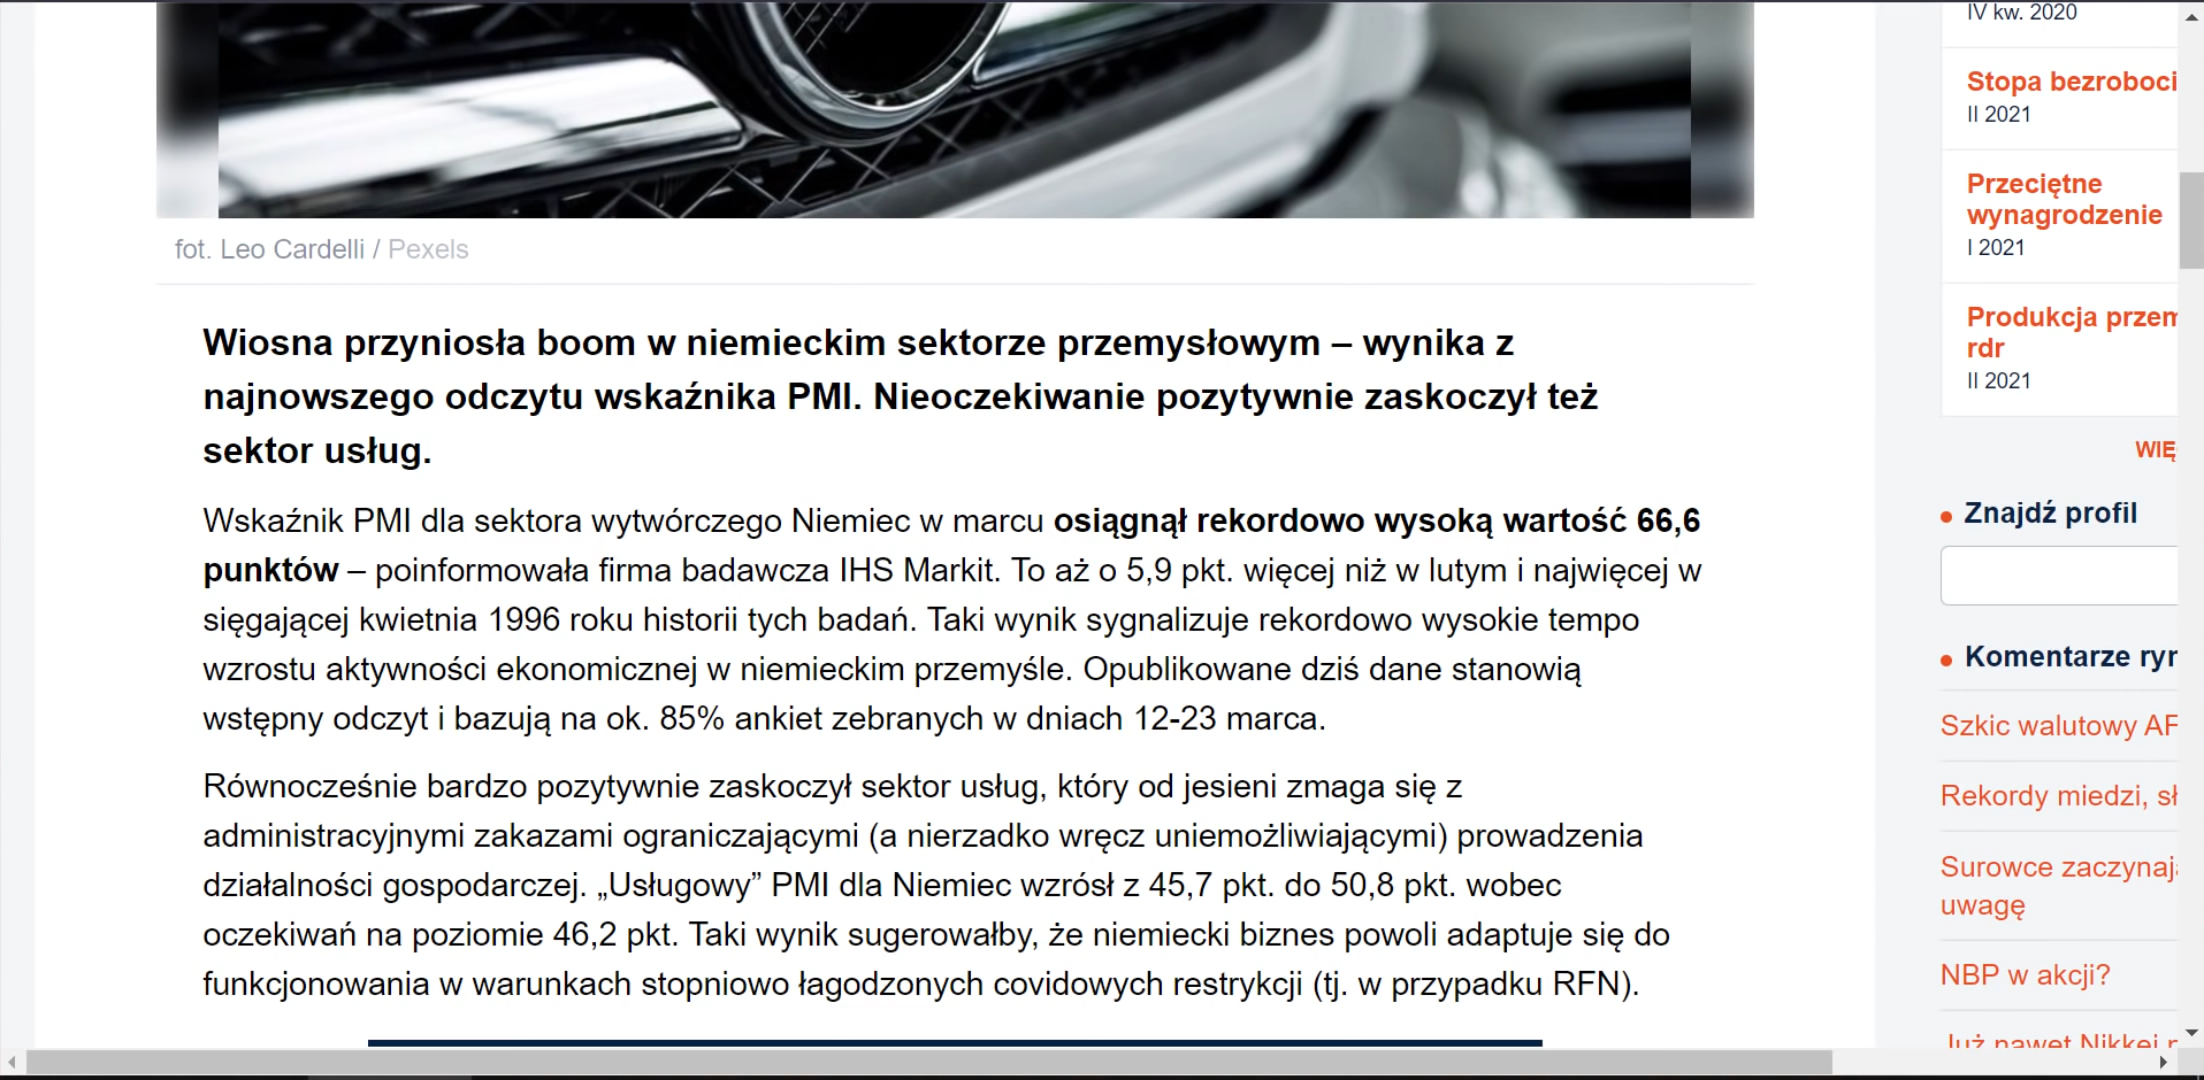 fot. Leo Cardelli / Pexels
Wiosna przyniosła boom w niemieckim sektorze przemysłowym – wynika z
najnowszego odczytu wskaźnika PMI. Nieoczekiwanie pozytywnie zaskoczył też
sektor usług.
Wskaźnik PMI dla sektora wytwórczego Niemiec w marcu osiągnął rekordowo wysoką wartość 66,6
punktów – poinformowała firma badawcza IHS Markit. To aż o 5,9 pkt. więcej niż w lutym i najwięcej w
sięgającej kwietnia 1996 roku historii tych badań. Taki wynik sygnalizuje rekordowo wysokie tempo
wzrostu aktywności ekonomicznej w niemieckim przemyśle. Opublikowane dziś dane stanowią
wstępny odczyt i bazują na ok. 85% ankiet zebranych w dniach 12-23 marca.
Równocześnie bardzo pozytywnie zaskoczył sektor usług, który od jesieni zmaga się z
administracyjnymi zakazami ograniczającymi (a nierzadko wręcz uniemożliwiającymi) prowadzenia
działalności gospodarczej. „Usługowy” PMI dla Niemiec wzrósł z 45,7 pkt. do 50,8 pkt. wobec
oczekiwań na poziomie 46,2 pkt. Taki wynik sugerowałby, że niemiecki biznes powoli adaptuje się do
funkcjonowania w warunkach stopniowo łagodzonych covidowych restrykcji (tj. w przypadku RFN).
IV kw. 2020
Stopa bezroboci
II 2021
Przeciętne
wynagrodzenie
I 2021
Produkcja przem
rdr
II 2021
WIĘ
Znajdź profil
Komentarze ryn
Szkic walutowy AF
Rekordy miedzi, sł
Surowce zaczynaj
uwagę
NBP w akcji?
Już nawet Nikkei